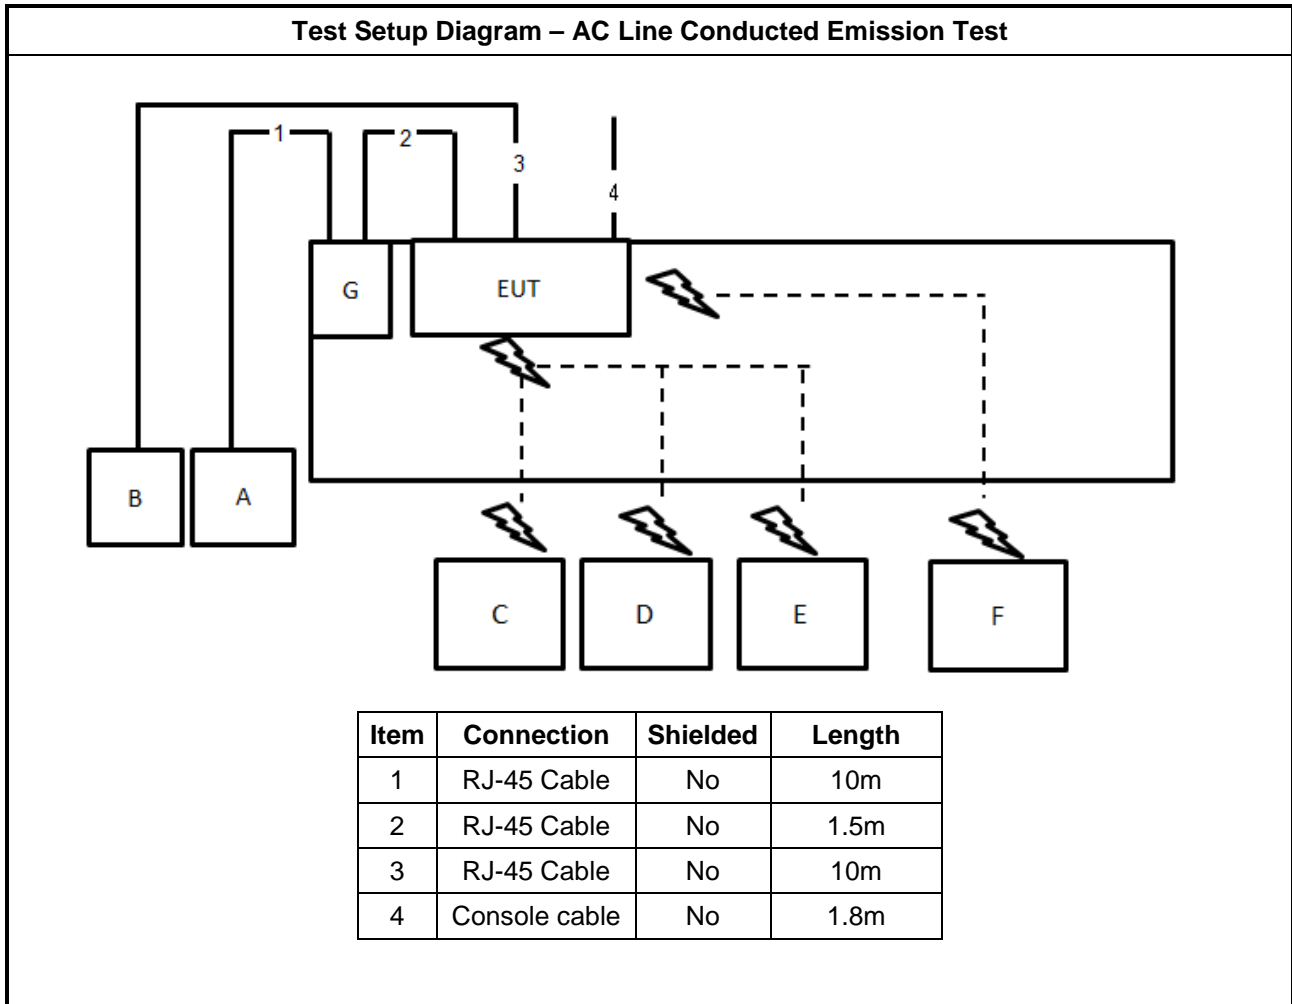 Test Setup Diagram – AC Line Conducted Emission Test
1
2
3
4
G
EUT
B
A
C
D
E
F
Item Connection Shielded Length
1 RJ-45 Cable No 10m
2 RJ-45 Cable No 1.5m
3 RJ-45 Cable No 10m
4 Console cable No 1.8m